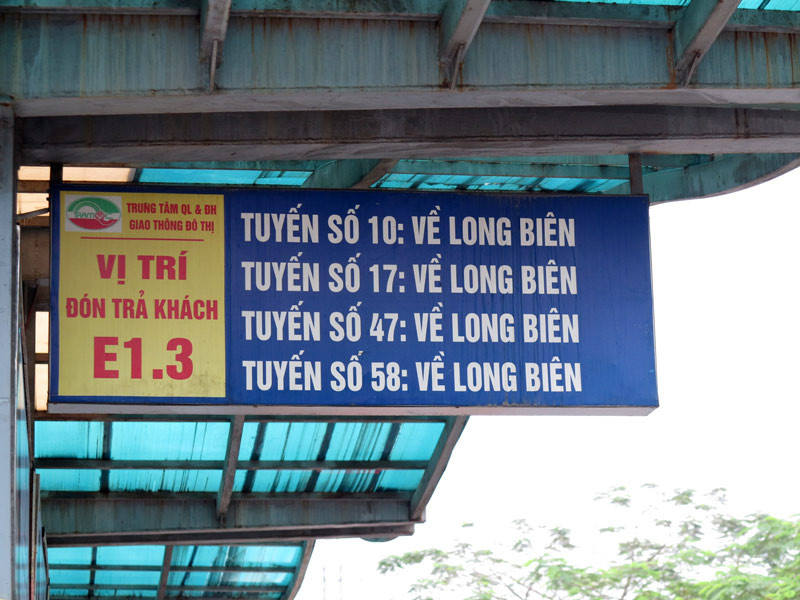 TRUNG TÂM QL & ĐH
GIAO THÔNG ĐÔ THỊ
VỊ TRÍ
ĐÓN TRẢ KHÁCH
E1.3
TUYẾN SỐ 10: VỀ LONG BIÊN
TUYẾN SỐ 17: VỀ LONG BIÊN
TUYẾN SỐ 47: VỀ LONG BIÊN
TUYẾN SỐ 58: VỀ LONG BIÊN